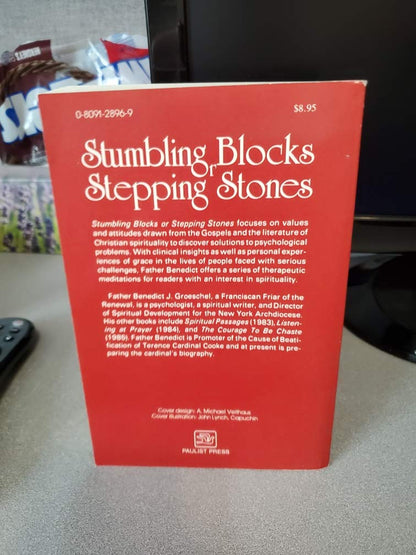 HERSHEY'S
0-8091-2896-9 $8.95
Stumbling Blocks
or
Stepping Stones
Stumbling Blocks or Stepping Stones focuses on values
and attitudes drawn from the Gospels and the literature of
Christian spirituality to discover solutions to psychological
problems. With clinical insights as well as personal exper-
iences of grace in the lives of people faced with serious
challenges, Father Benedict offers a series of therapeutic
meditations for readers with an interest in spirituality.
Father Benedict J. Groeschel, a Franciscan Friar of the
Renewal, is a psychologist, a spiritual writer, and Director
of Spiritual Development for the New York Archdiocese.
His other books include Spiritual Passages (1983), Listen-
ing at Prayer (1984), and The Courage To Be Chaste
(1985). Father Benedict is Promoter of the Cause of Beati-
fication of Terence Cardinal Cooke and at present is pre-
paring the cardinal's biography.
Cover design: A. Michael Velthaus
Cover illustration: John Lynch, Capuchin
PAULIST PRESS